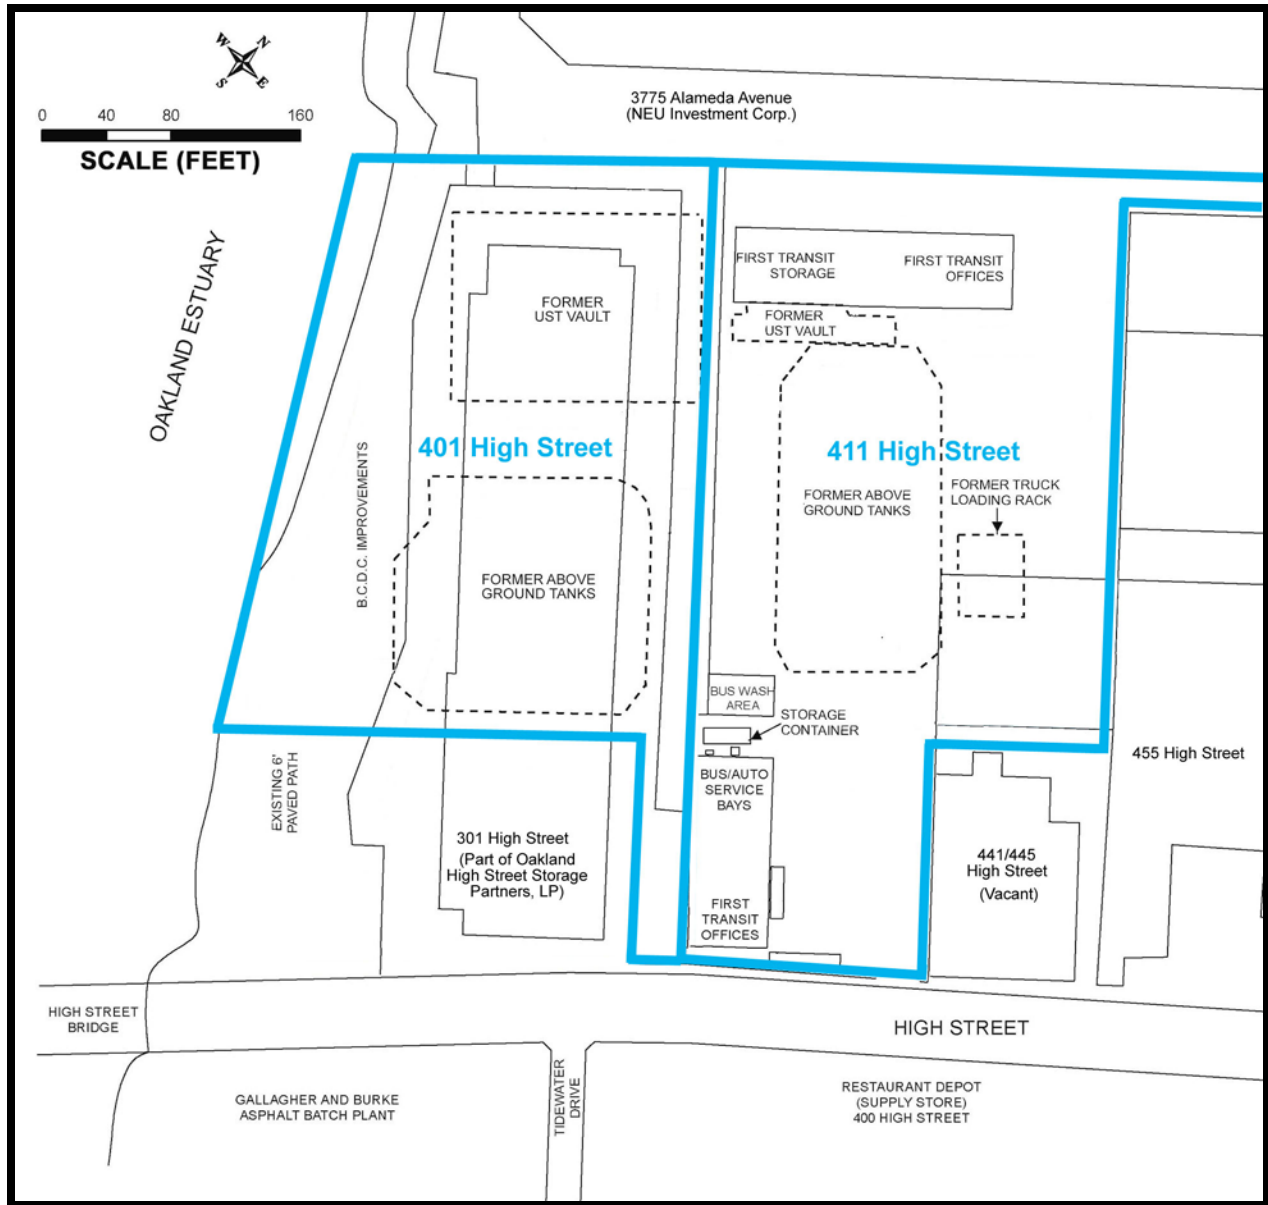 W N
S E
0 40 80 160
SCALE (FEET)
3775 Alameda Avenue
(NEU Investment Corp.)
OAKLAND ESTUARY
FIRST TRANSIT
STORAGE
FIRST TRANSIT
OFFICES
FORMER
UST VAULT
FORMER
UST VAULT
401 High Street
411 High Street
B.C.D.C. IMPROVEMENTS
FORMER ABOVE
GROUND TANKS
FORMER TRUCK
LOADING RACK
FORMER ABOVE
GROUND TANKS
BUS WASH
AREA
STORAGE
CONTAINER
455 High Street
EXISTING 6'
PAVED PATH
BUS/AUTO
SERVICE
BAYS
301 High Street
(Part of Oakland
High Street Storage
Partners, LP)
441/445
High Street
(Vacant)
FIRST
TRANSIT
OFFICES
HIGH STREET
BRIDGE
HIGH STREET
TIDEWATER
DRIVE
GALLAGHER AND BURKE
ASPHALT BATCH PLANT
RESTAURANT DEPOT
(SUPPLY STORE)
400 HIGH STREET